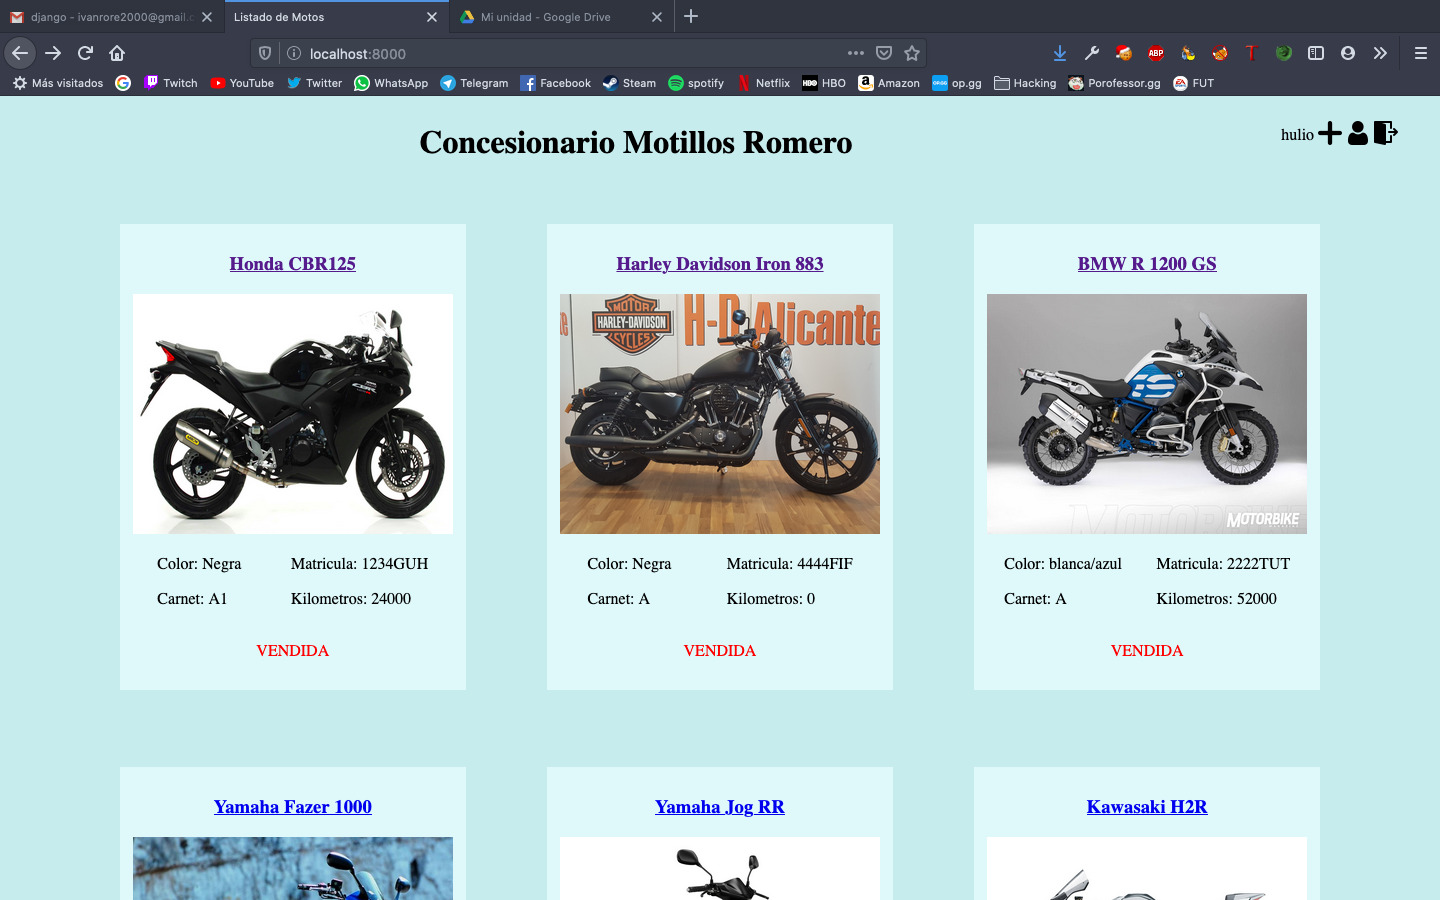 django - ivanrore2000@gmail.c
Listado de Motos
Mi unidad - Google Drive
localhost:8000
ABP
Más visitados
Twitch
YouTube
Twitter
WhatsApp
Telegram
Facebook
Steam
spotify
Netflix
HBO
Amazon
op.gg
Hacking
Porofessor.gg
FUT
Concesionario Motillos Romero
hulio
Honda CBR125
Harley Davidson Iron 883
BMW R 1200 GS
CBR
MOTOR
HARLEY-DAVIDSON
CYCLES
H-D Alicante
MOTORBIKE
Color: Negra
Matricula: 1234GUH
Carnet: A1
Kilometros: 24000
VENDIDA
Color: Negra
Matricula: 4444FIF
Carnet: A
Kilometros: 0
VENDIDA
Color: blanca/azul
Matricula: 2222TUT
Carnet: A
Kilometros: 52000
VENDIDA
Yamaha Fazer 1000
Yamaha Jog RR
Kawasaki H2R